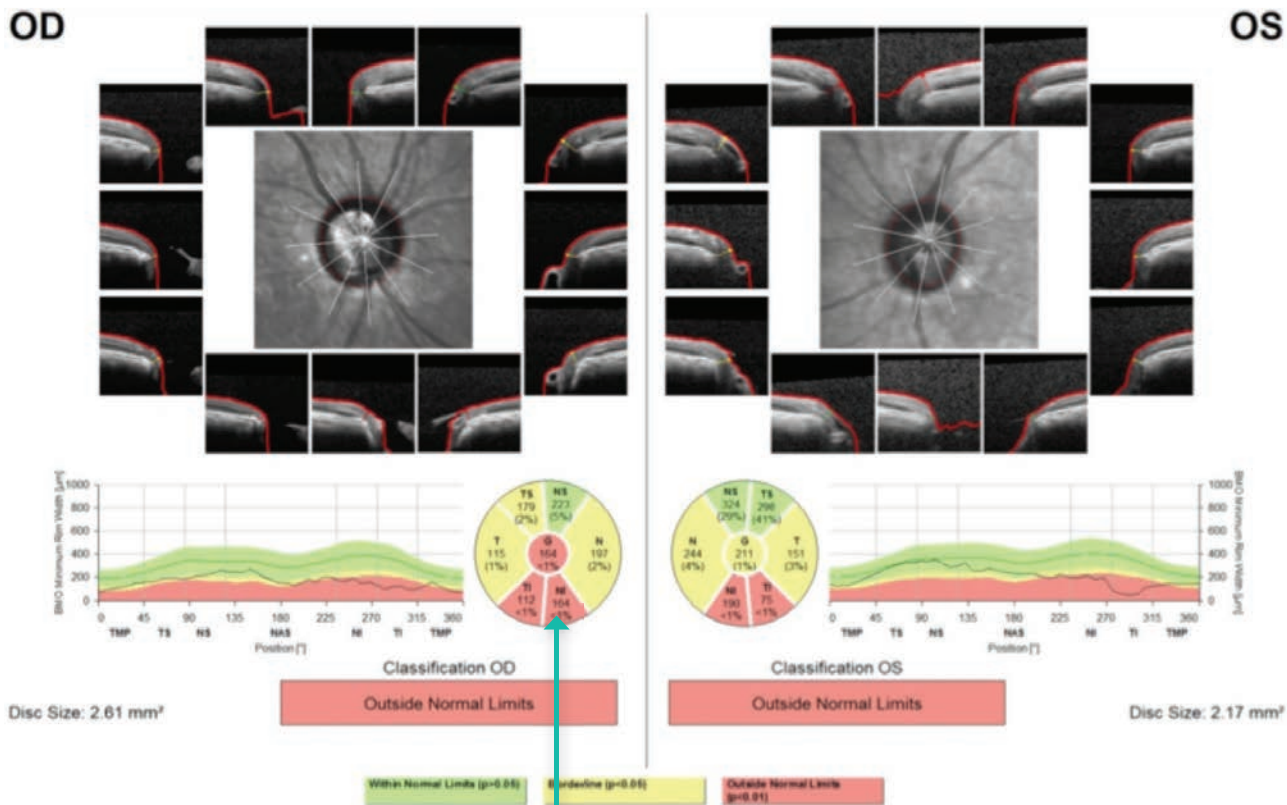 OD
OS
1000
800
600
400
200
0
BMO Minimum Rim Width [µm]
0 45 90 135 180 225 270 315 360
TMP TS NS NAS NI TI TMP
Position [°]
TS
179
(2%)
NS
223
(5%)
T
115
(1%)
G
164
<1%
N
197
(2%)
TI
112
<1%
NI
164
<1%
NS
324
(29%)
TS
298
(41%)
N
244
(4%)
G
211
(1%)
T
151
(3%)
NI
190
<1%
TI
75
<1%
1000
800
600
400
200
0
BMO Minimum Rim Width [µm]
0 45 90 135 180 225 270 315 360
TMP TS NS NAS NI TI TMP
Position [°]
Classification OD
Outside Normal Limits
Classification OS
Outside Normal Limits
Disc Size: 2.61 mm²
Disc Size: 2.17 mm²
Within Normal Limits (p>0.05)
Borderline (p<0.05)
Outside Normal Limits
(p<0.01)